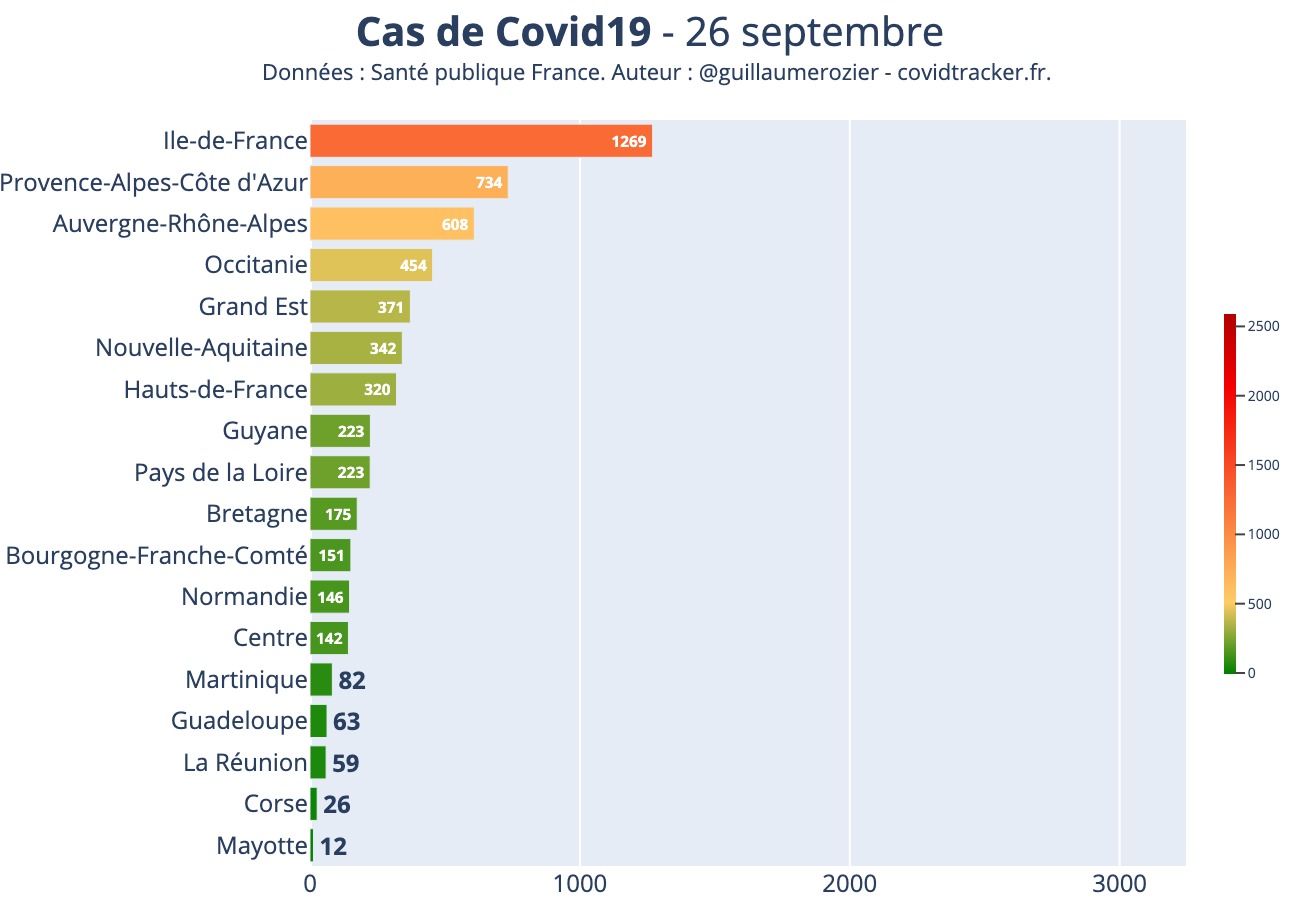 Cas de Covid19 - 26 septembre
Données : Santé publique France. Auteur : @guillaumerozier - covidtracker.fr.
Ile-de-France 1269
Provence-Alpes-Côte d'Azur 734
Auvergne-Rhône-Alpes 608
Occitanie 454
Grand Est 371
Nouvelle-Aquitaine 342
Hauts-de-France 320
Guyane 223
Pays de la Loire 223
Bretagne 175
Bourgogne-Franche-Comté 151
Normandie 146
Centre 142
Martinique 82
Guadeloupe 63
La Réunion 59
Corse 26
Mayotte 12
0 1000 2000 3000
2500
2000
1500
1000
500
0